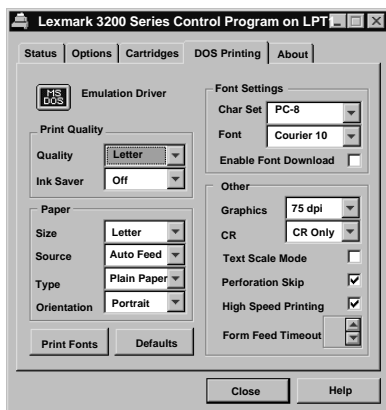 Lexmark 3200 Series Control Program on LPT1
Status Options Cartridges DOS Printing About
MS DOS
Emulation Driver
Print Quality
Quality Letter
Ink Saver Off
Paper
Size Letter
Source Auto Feed
Type Plain Paper
Orientation Portrait
Print Fonts Defaults
Font Settings
Char Set PC-8
Font Courier 10
Enable Font Download
Other
Graphics 75 dpi
CR CR Only
Text Scale Mode
Perforation Skip
High Speed Printing
Form Feed Timeout
Close Help